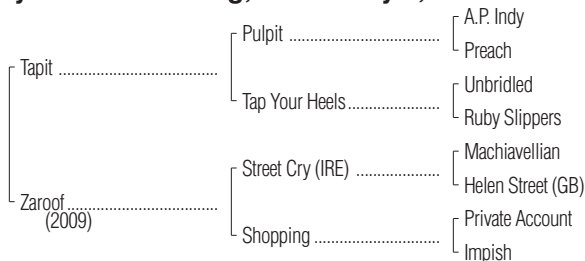 A.P. Indy
Pulpit ........................................
Preach
Tapit ..........................................
Unbridled
Tap Your Heels.......................
Ruby Slippers
Machiavellian
Street Cry (IRE) .....................
Helen Street (GB)
Zaroof........................................
(2009)
Private Account
Shopping ................................
Impish